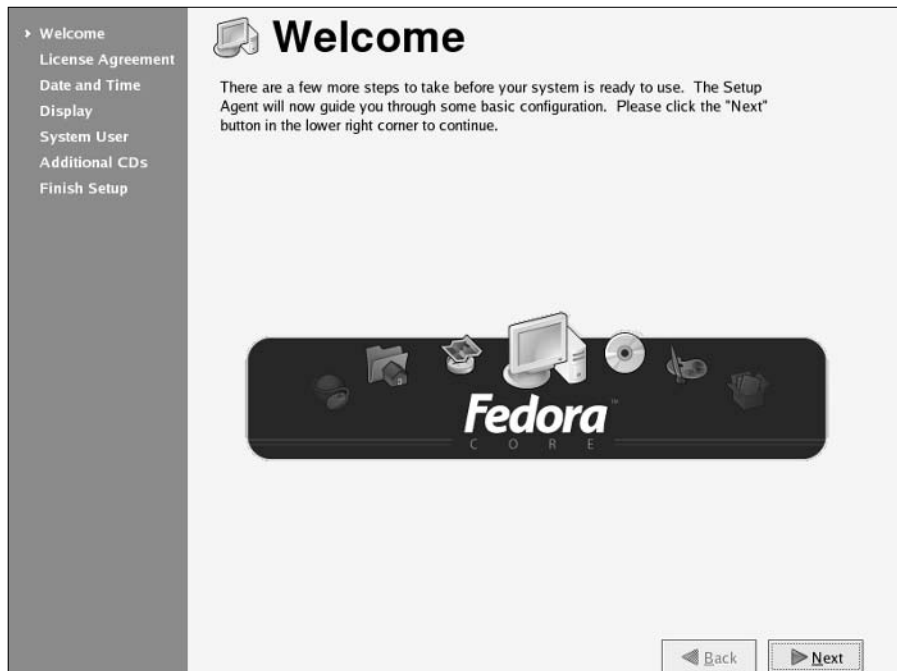 Welcome
License Agreement
Date and Time
Display
System User
Additional CDs
Finish Setup
Welcome
There are a few more steps to take before your system is ready to use. The Setup
Agent will now guide you through some basic configuration. Please click the "Next"
button in the lower right corner to continue.
Fedora™
CORE
Back
Next